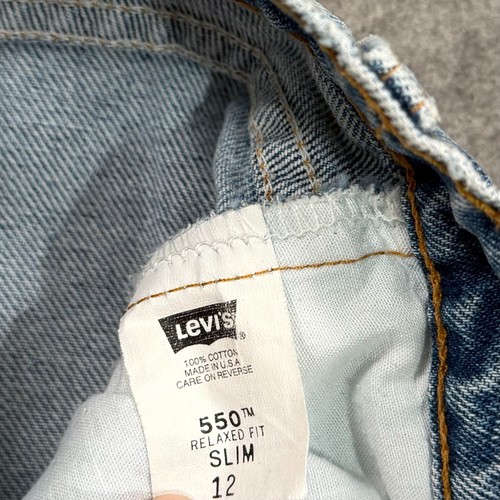 Levi's®
100% COTTON
MADE IN U.S.A
CARE ON REVERSE
550™
RELAXED FIT
SLIM
12